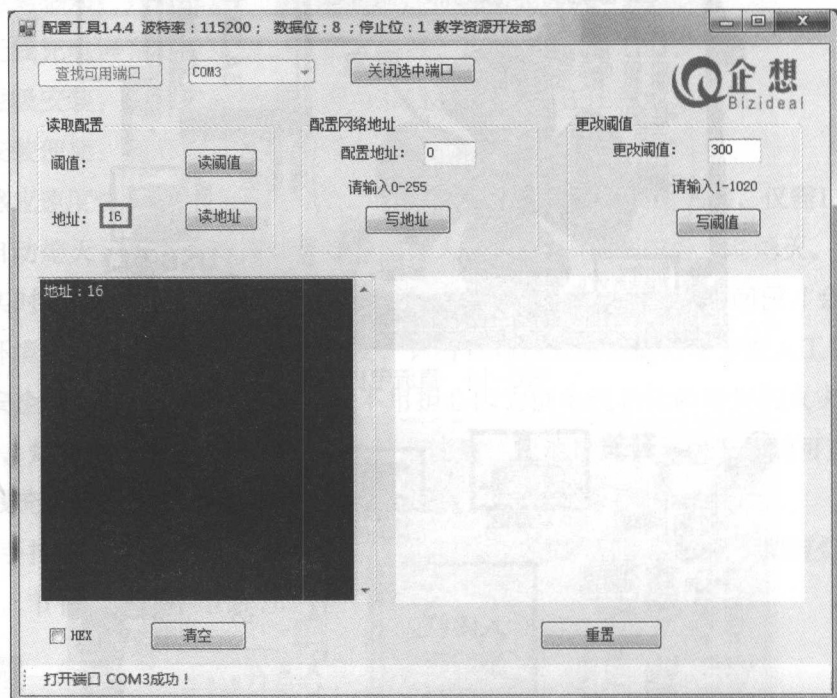 配置工具1.4.4 波特率：115200； 数据位：8 ；停止位：1 教学资源开发部
查找可用端口 COM3 关闭选中端口
企想
Bizideal
读取配置 配置网络地址 更改阈值
阈值： 读阈值 配置地址： 0 更改阈值： 300
请输入0-255 请输入1-1020
地址： 16 读地址 写地址 写阈值
地址：16
HEX 清空 重置
打开端口 COM3成功！